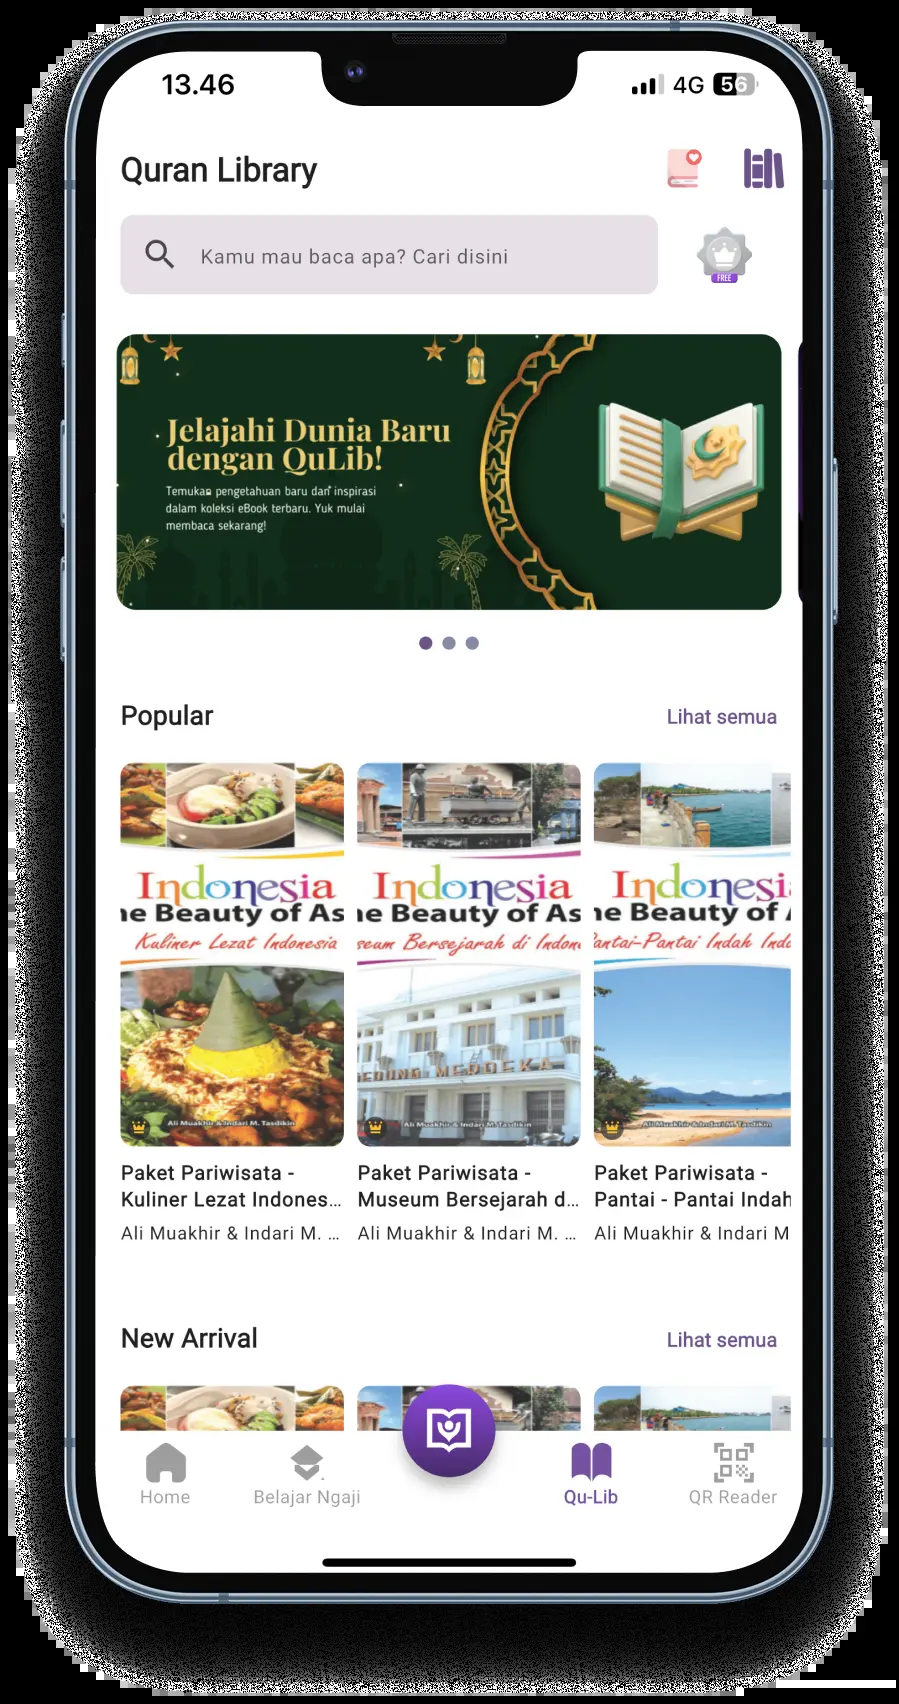 13.46
4G 56
Quran Library
Kamu mau baca apa? Cari disini
FREE
Jelajahi Dunia Baru
dengan QuLib!
Temukan pengetahuan baru dan inspirasi
dalam koleksi eBook terbaru. Yuk mulai
membaca sekarang!
Popular
Lihat semua
Indonesia
he Beauty of As
Kuliner Lezat Indonesia
Ali Muakhir & Indari M. Tasdikin
Paket Pariwisata -
Kuliner Lezat Indones...
Ali Muakhir & Indari M. ...
Indonesia
he Beauty of As
seum Bersejarah di Indon
GEDUNG MERDEKA
Ali Muakhir & Indari M. Tasdikin
Paket Pariwisata -
Museum Bersejarah d...
Ali Muakhir & Indari M. ...
Indonesi
he Beauty of A
Pantai-Pantai Indah Indo
Ali Muakhir & Indari M. Tasdikin
Paket Pariwisata -
Pantai - Pantai Indah
Ali Muakhir & Indari M
New Arrival
Lihat semua
Home
Belajar Ngaji
Qu-Lib
QR Reader